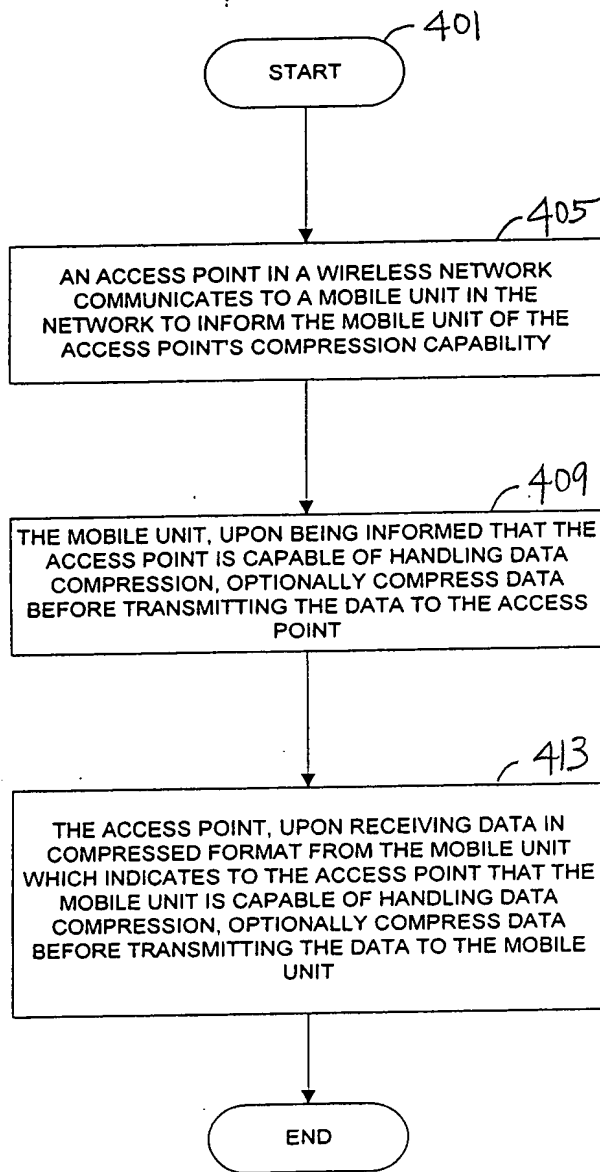 401
START
405
AN ACCESS POINT IN A WIRELESS NETWORK
COMMUNICATES TO A MOBILE UNIT IN THE
NETWORK TO INFORM THE MOBILE UNIT OF THE
ACCESS POINT'S COMPRESSION CAPABILITY
409
THE MOBILE UNIT, UPON BEING INFORMED THAT THE
ACCESS POINT IS CAPABLE OF HANDLING DATA
COMPRESSION, OPTIONALLY COMPRESS DATA
BEFORE TRANSMITTING THE DATA TO THE ACCESS
POINT
413
THE ACCESS POINT, UPON RECEIVING DATA IN
COMPRESSED FORMAT FROM THE MOBILE UNIT
WHICH INDICATES TO THE ACCESS POINT THAT THE
MOBILE UNIT IS CAPABLE OF HANDLING DATA
COMPRESSION, OPTIONALLY COMPRESS DATA
BEFORE TRANSMITTING THE DATA TO THE MOBILE
UNIT
END